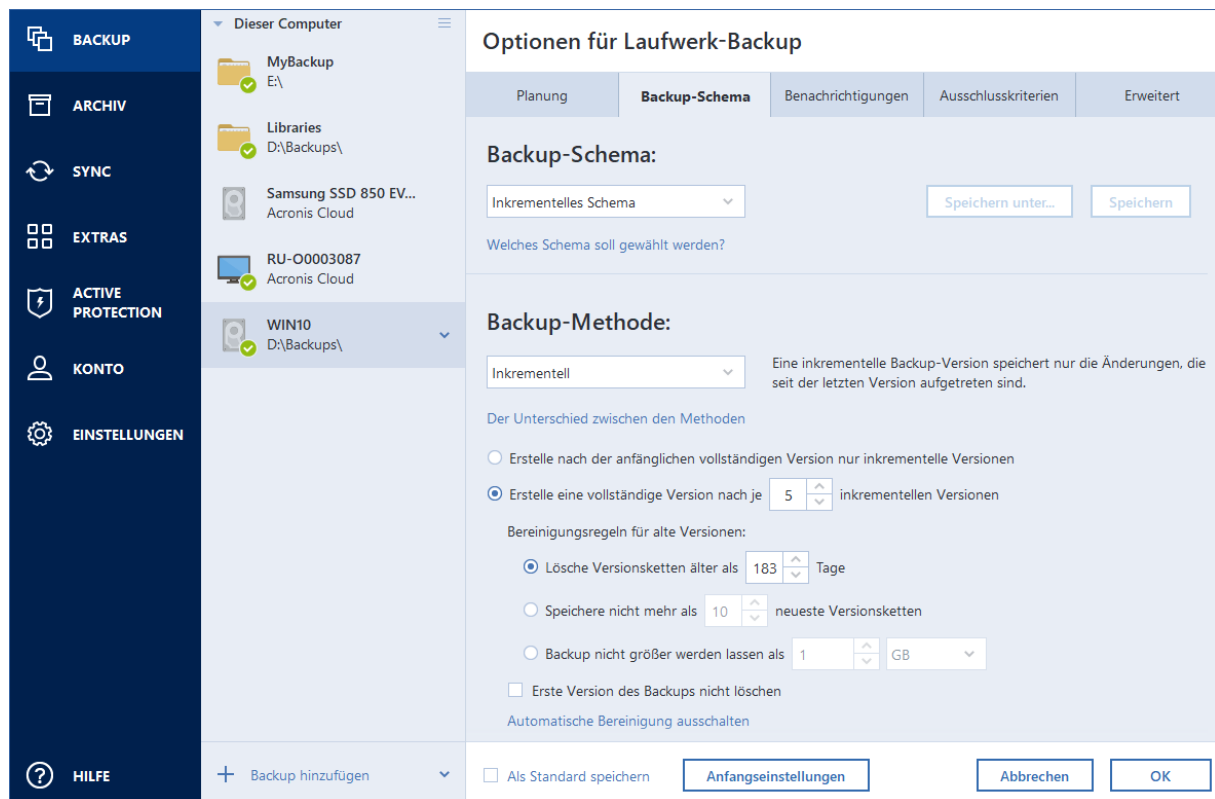 BACKUP
ARCHIV
SYNC
EXTRAS
ACTIVE
PROTECTION
KONTO
EINSTELLUNGEN
HILFE
Dieser Computer
MyBackup
E:\
Libraries
D:\Backups\
Samsung SSD 850 EV...
Acronis Cloud
RU-O0003087
Acronis Cloud
WIN10
D:\Backups\
Backup hinzufügen
Optionen für Laufwerk-Backup
Planung
Backup-Schema
Benachrichtigungen
Ausschlusskriterien
Erweitert
Backup-Schema:
Inkrementelles Schema
Speichern unter...
Speichern
Welches Schema soll gewählt werden?
Backup-Methode:
Inkrementell
Eine inkrementelle Backup-Version speichert nur die Änderungen, die
seit der letzten Version aufgetreten sind.
Der Unterschied zwischen den Methoden
Erstelle nach der anfänglichen vollständigen Version nur inkrementelle Versionen
Erstelle eine vollständige Version nach je 5 inkrementellen Versionen
Bereinigungsregeln für alte Versionen:
Lösche Versionsketten älter als 183 Tage
Speichere nicht mehr als 10 neueste Versionsketten
Backup nicht größer werden lassen als 1 GB
Erste Version des Backups nicht löschen
Automatische Bereinigung ausschalten
Als Standard speichern
Anfangseinstellungen
Abbrechen
OK